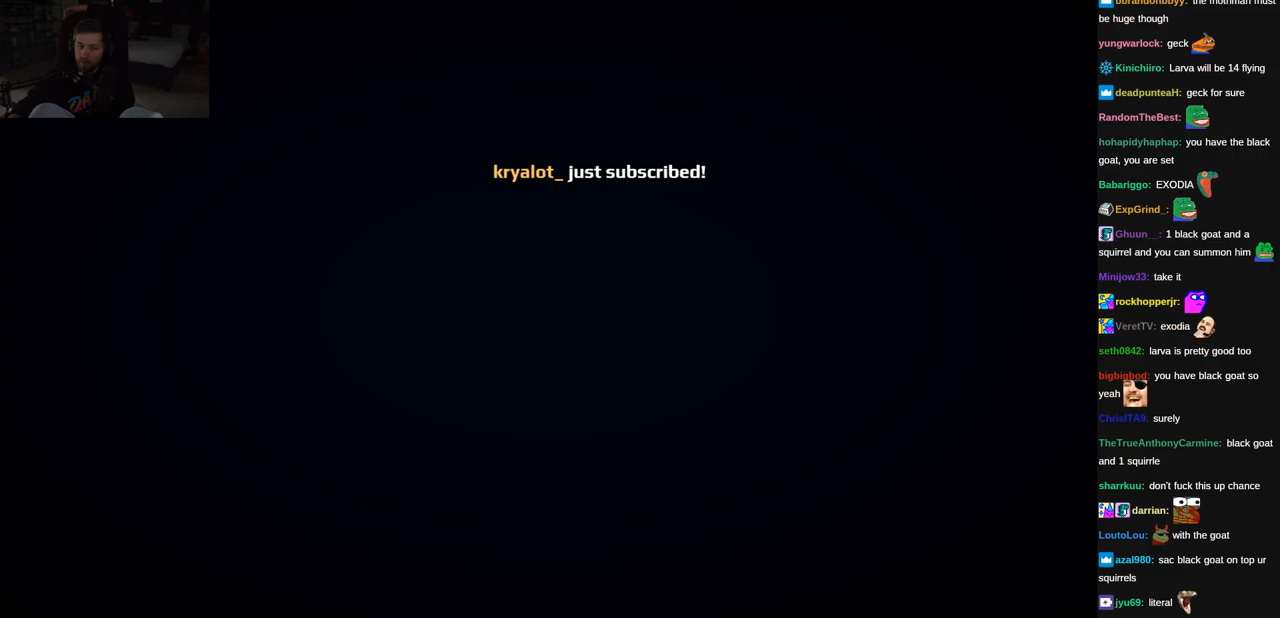 bbrandonbbyy: the mothman must
be huge though
yungwarlock: geck
Kinichiiro: Larva will be 14 flying
deadpunteaH: geck for sure
RandomTheBest:
hohapidyhaphap: you have the black
goat, you are set
kryalot_ just subscribed!
Babariggo: EXODIA
ExpGrind_:
Ghuun__: 1 black goat and a
squirrel and you can summon him
Minijow33: take it
rockhopperjr:
VeretTV: exodia
seth0842: larva is pretty good too
bigbigbod: you have black goat so
yeah
ChrisITA9: surely
TheTrueAnthonyCarmine: black goat
and 1 squirrle
sharrkuu: don't fuck this up chance
darrian:
LoutoLou: with the goat
azal980: sac black goat on top ur
squirrels
jyu69: literal